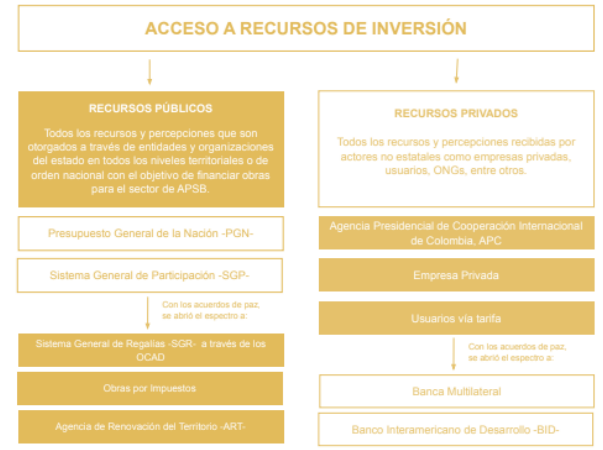 ACCESO A RECURSOS DE INVERSIÓN
RECURSOS PÚBLICOS
Todos los recursos y percepciones que son
otorgados a través de entidades y organizaciones
del estado en todos los niveles territoriales o de
orden nacional con el objetivo de financiar obras
para el sector de APSB.
Presupuesto General de la Nación -PGN-
Sistema General de Participación -SGP-
Con los acuerdos de paz,
se abrió el espectro a:
Sistema General de Regalías -SGR- a través de los
OCAD
Obras por Impuestos
Agencia de Renovación del Territorio -ART-
RECURSOS PRIVADOS
Todos los recursos y percepciones recibidas por
actores no estatales como empresas privadas,
usuarios, ONGs, entre otros.
Agencia Presidencial de Cooperación Internacional
de Colombia, APC
Empresa Privada
Usuarios vía tarifa
Con los acuerdos de paz,
se abrió el espectro a:
Banca Multilateral
Banco Interamericano de Desarrollo -BID-